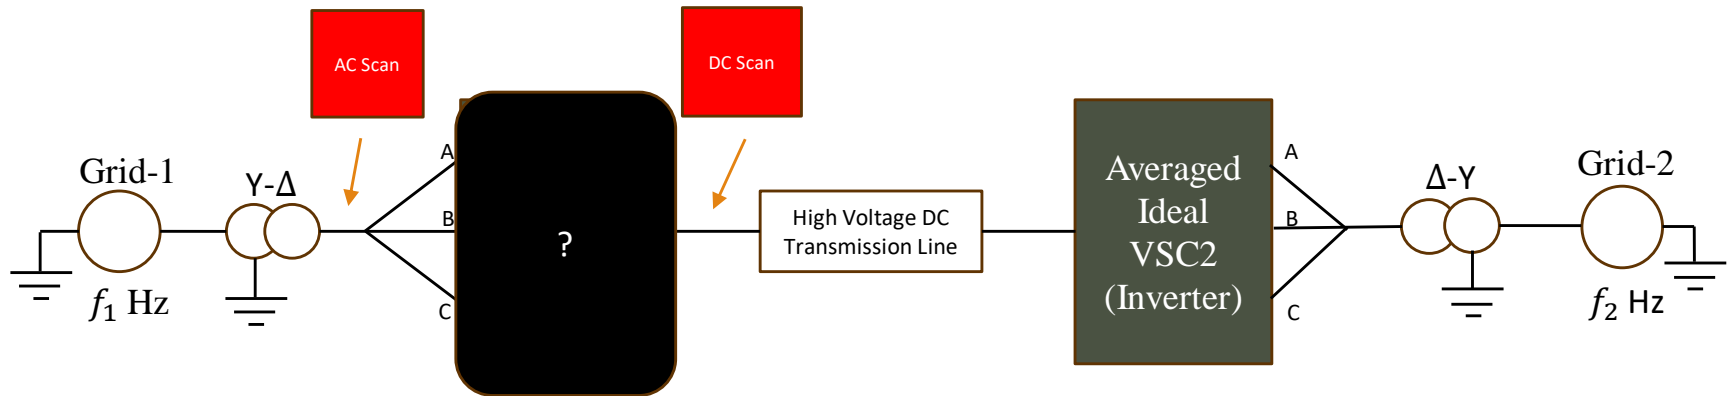 AC Scan
DC Scan
Grid-1
Y-Δ
f₁ Hz
A
B
C
?
High Voltage DC
Transmission Line
Averaged
Ideal
VSC2
(Inverter)
A
B
C
Δ-Y
Grid-2
f₂ Hz